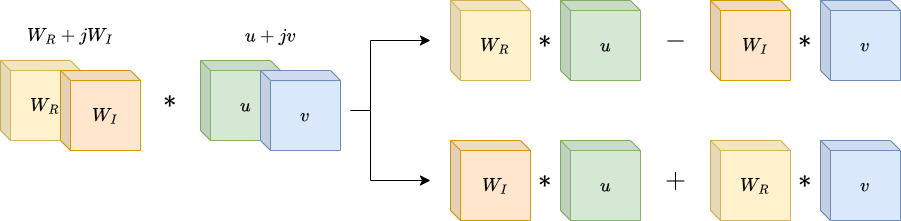 W_R + jW_I
u + jv
W_R * u − W_I * v
W_R W_I * u v
W_I * u + W_R * v